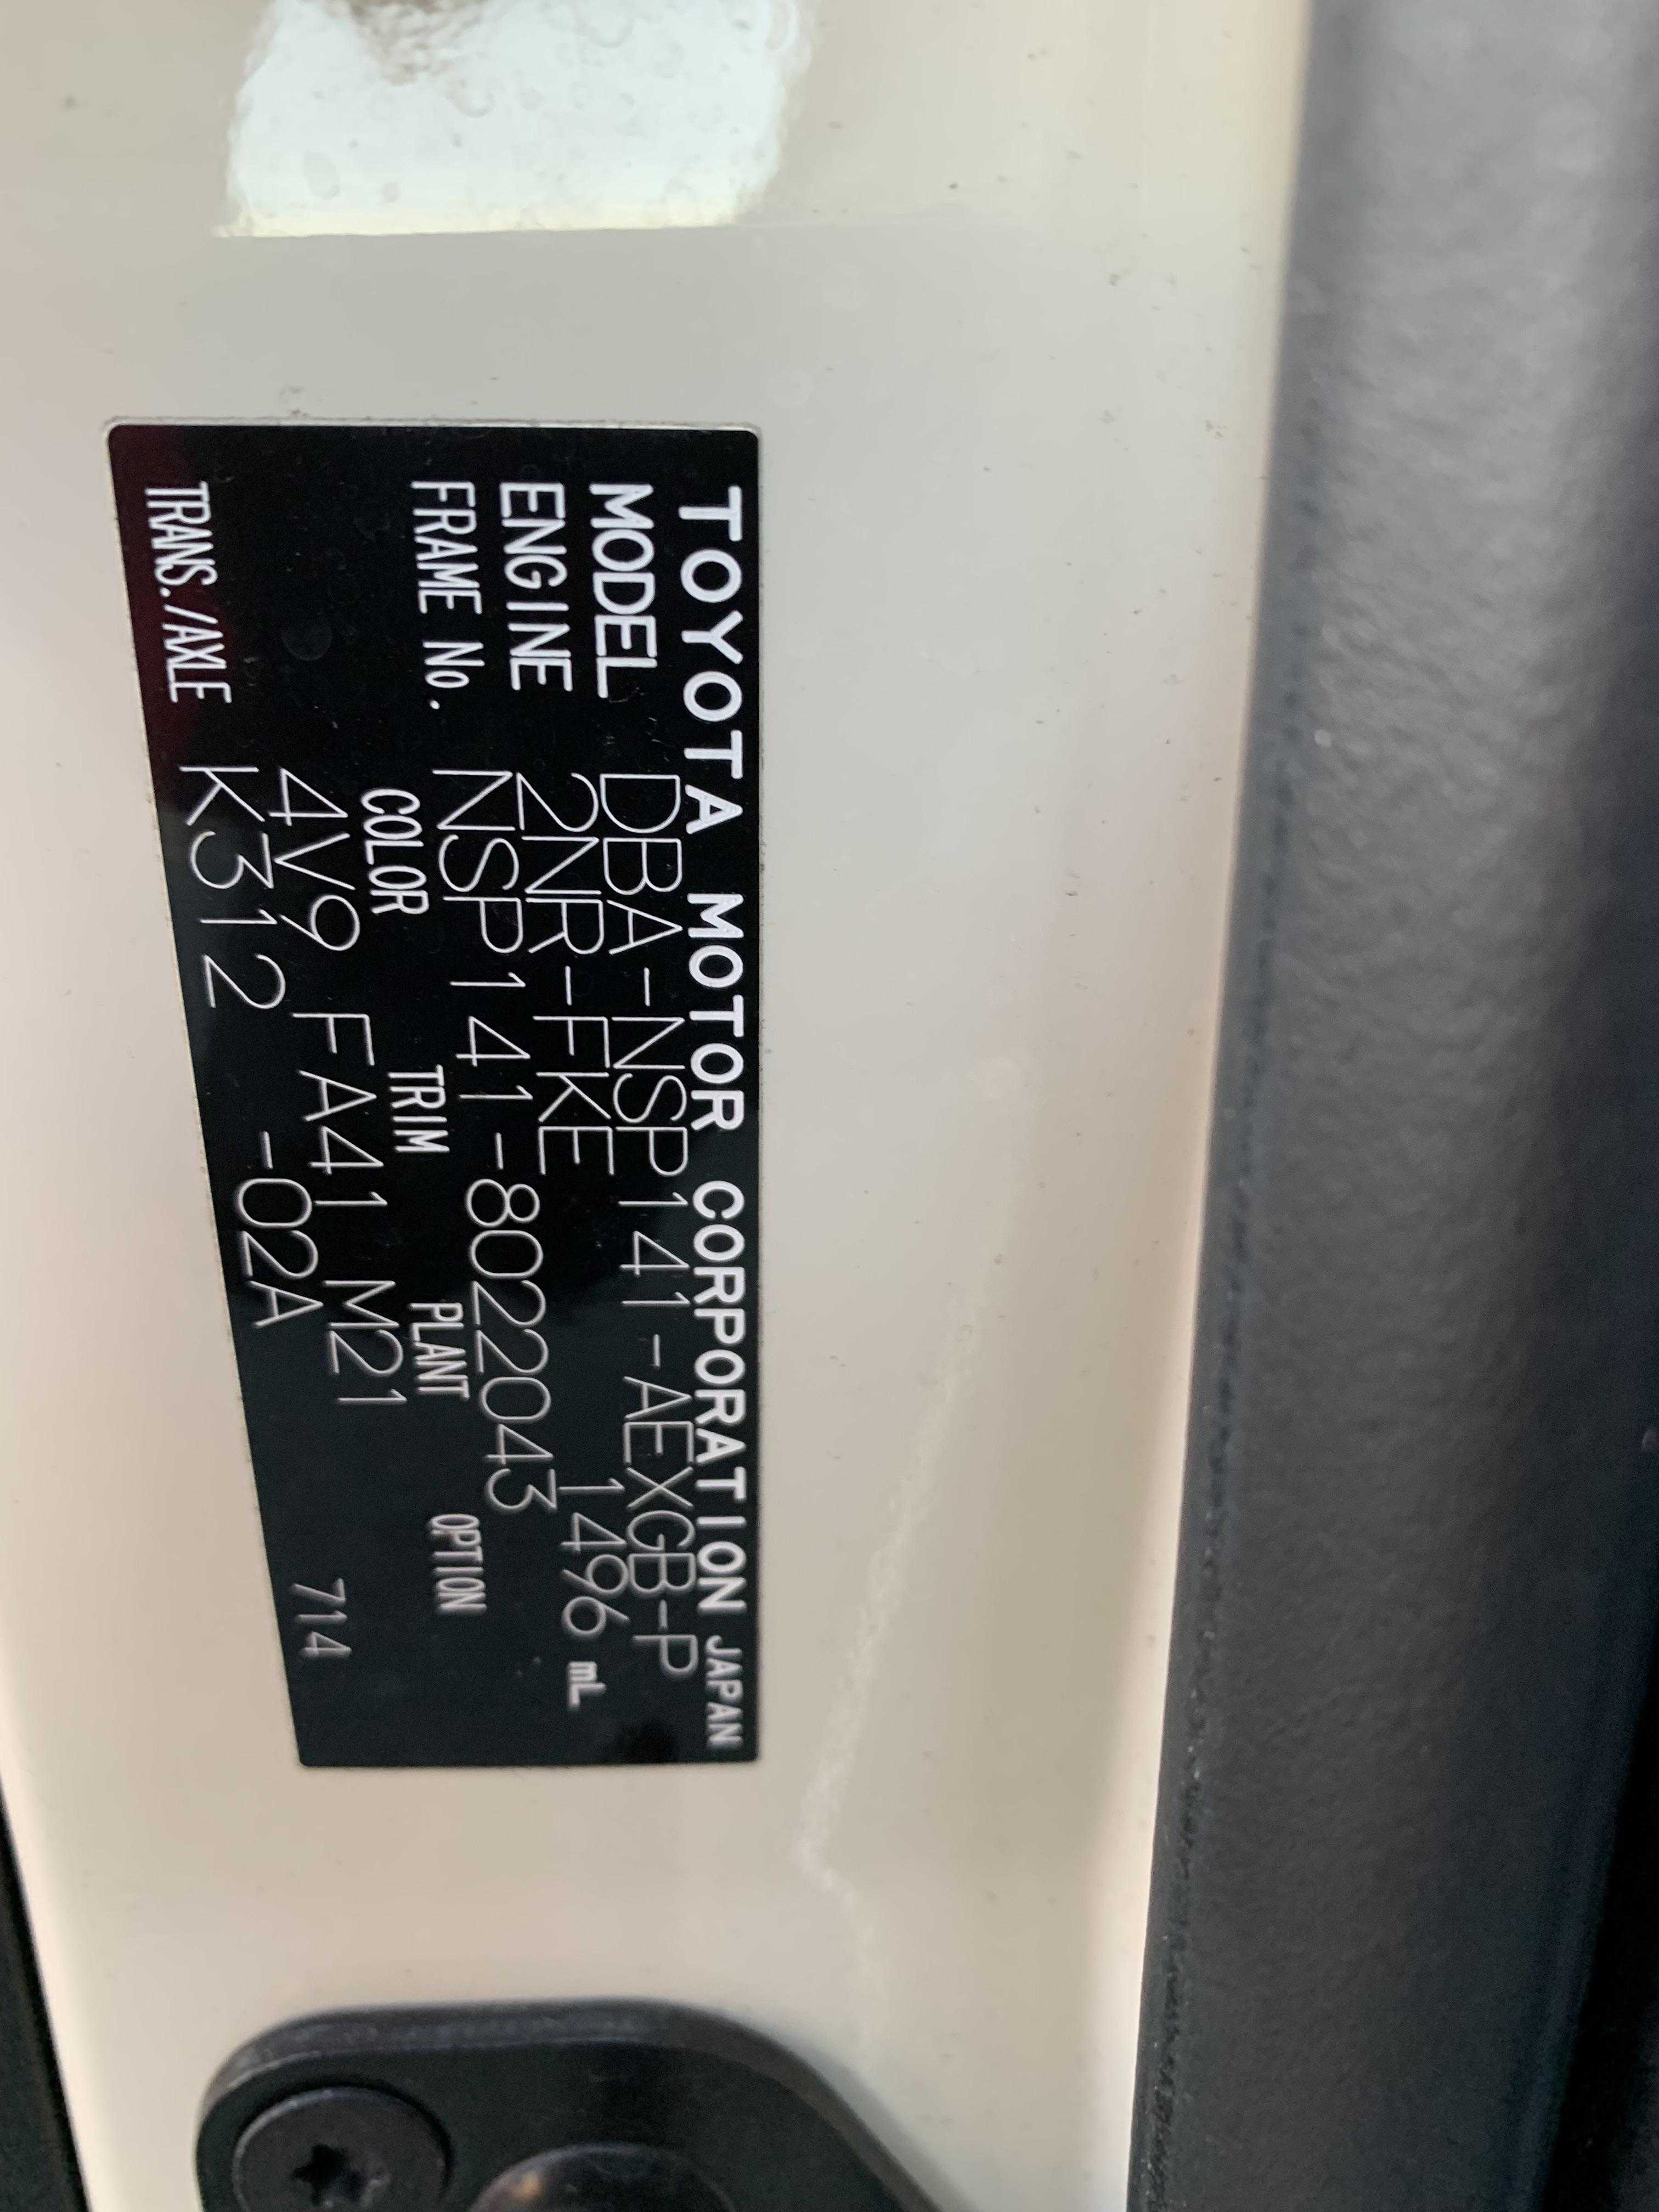 TOYOTA MOTOR CORPORATION JAPAN
MODEL DBA-NSP141-AEXGB-P
ENGINE 2NR-FKE 1496 mL
FRAME No. NSP141-8022043
COLOR TRIM PLANT OPTION
4V9 FA41 M21
TRANS./AXLE K312 -02A 714